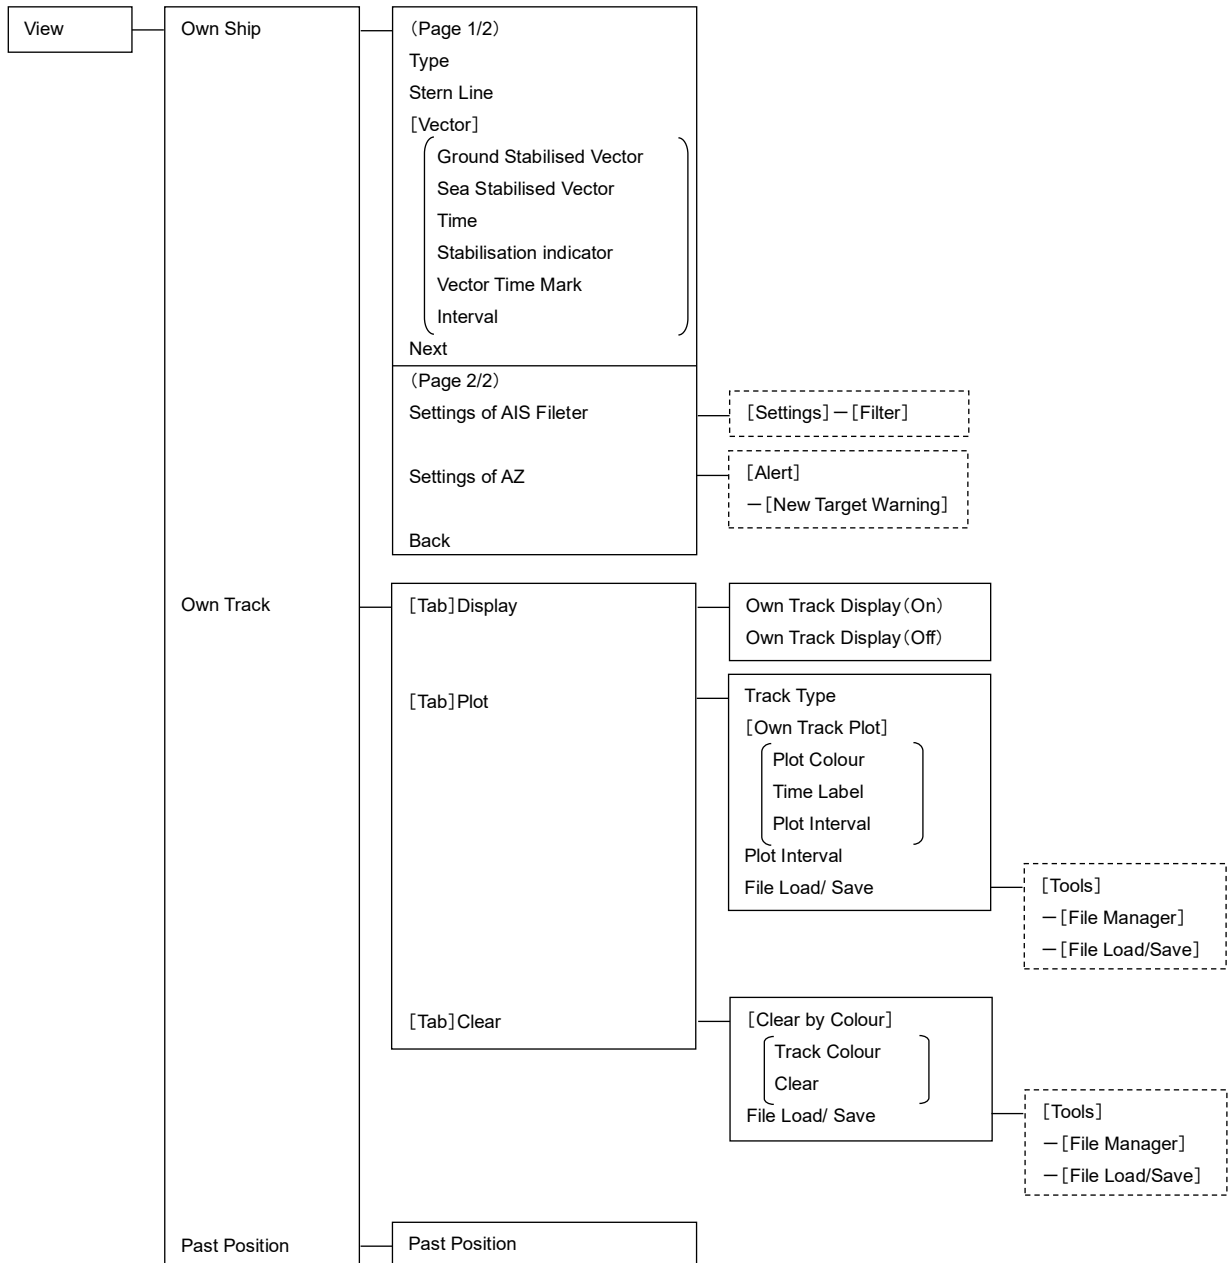 View
Own Ship
(Page 1/2)
Type
Stern Line
[Vector]
Ground Stabilised Vector
Sea Stabilised Vector
Time
Stabilisation indicator
Vector Time Mark
Interval
Next
(Page 2/2)
Settings of AIS Fileter
[Settings]-[Filter]
Settings of AZ
[Alert]
-[New Target Warning]
Back
Own Track
[Tab]Display
Own Track Display(On)
Own Track Display(Off)
[Tab]Plot
Track Type
[Own Track Plot]
Plot Colour
Time Label
Plot Interval
Plot Interval
File Load/ Save
[Tools]
-[File Manager]
-[File Load/Save]
[Tab]Clear
[Clear by Colour]
Track Colour
Clear
File Load/ Save
[Tools]
-[File Manager]
-[File Load/Save]
Past Position
Past Position